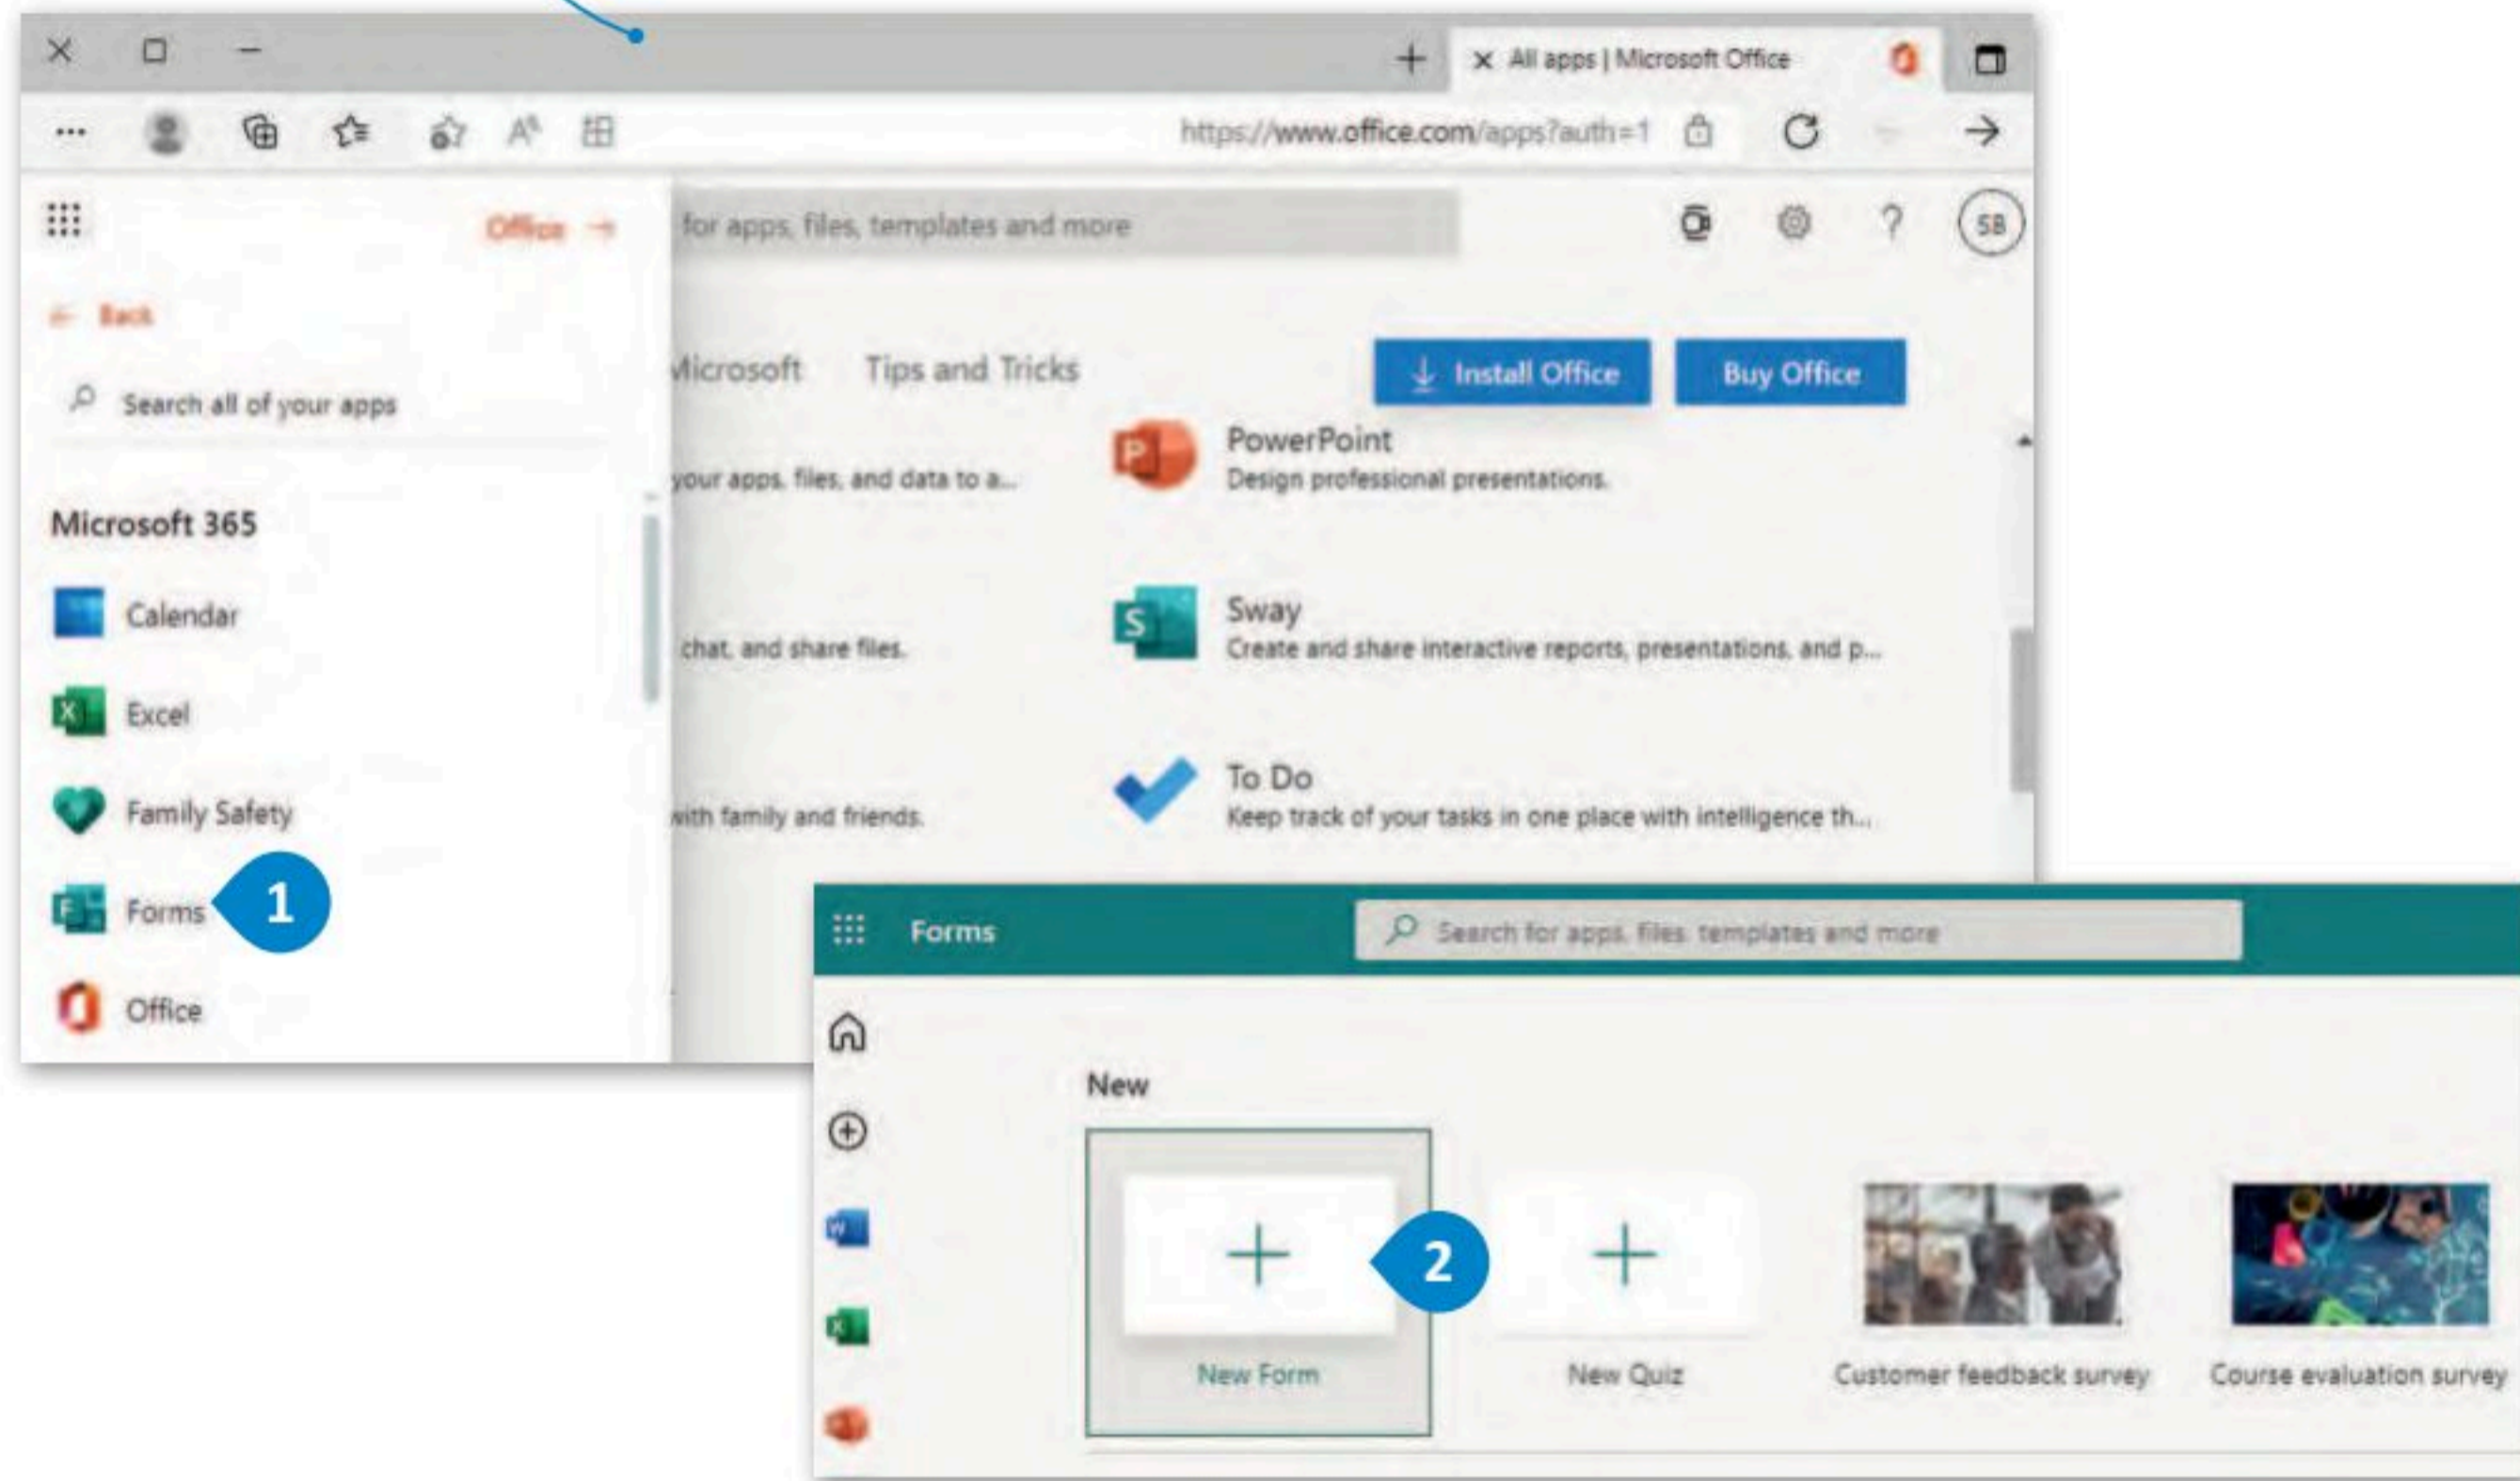 All apps | Microsoft Office
https://www.office.com/apps?auth=1
Office
for apps, files, templates and more
SB
Back
Microsoft
Tips and Tricks
Install Office
Buy Office
Search all of your apps
PowerPoint
Design professional presentations.
your apps, files, and data to a...
Microsoft 365
Calendar
Sway
Create and share interactive reports, presentations, and p...
chat, and share files.
Excel
To Do
Keep track of your tasks in one place with intelligence th...
with family and friends.
Family Safety
Forms
1
Office
Forms
Search for apps, files, templates and more
New
2
New Form
New Quiz
Customer feedback survey
Course evaluation survey